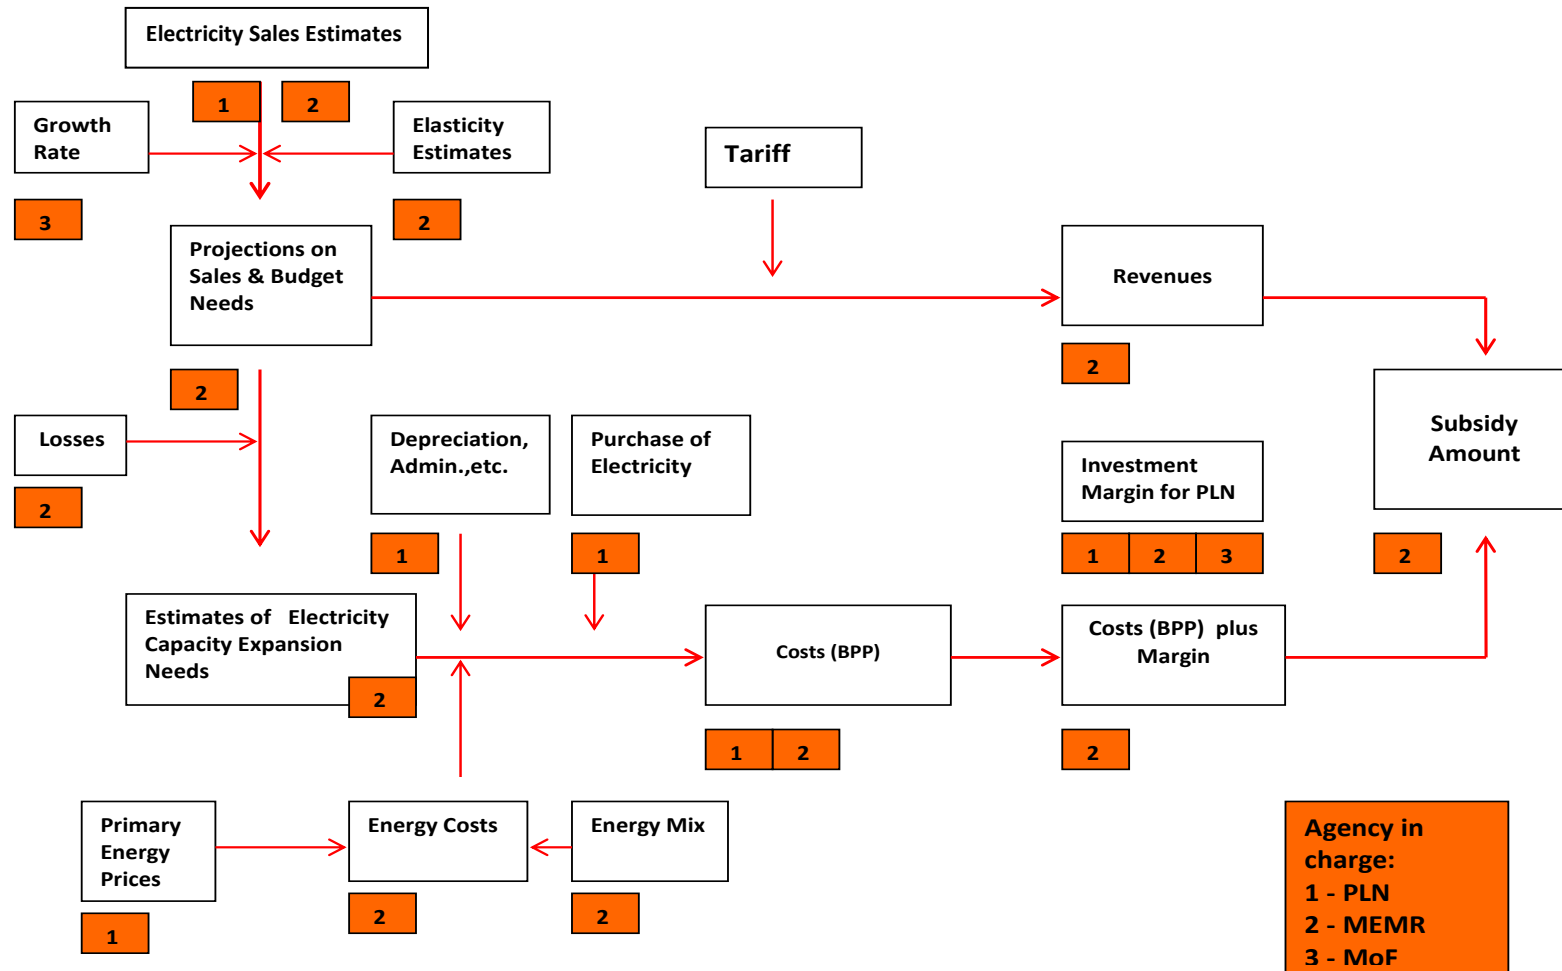 Electricity Sales Estimates
1
2
Growth
Rate
3
Elasticity
Estimates
2
Tariff
Projections on
Sales & Budget
Needs
2
Revenues
2
Losses
2
Depreciation,
Admin.,etc.
1
Purchase of
Electricity
1
Investment
Margin for PLN
1 2 3
Subsidy
Amount
2
Estimates of Electricity
Capacity Expansion
Needs
2
Costs (BPP)
1 2
Costs (BPP) plus
Margin
2
Primary
Energy
Prices
1
Energy Costs
2
Energy Mix
2
Agency in
charge:
1 - PLN
2 - MEMR
3 - MoF